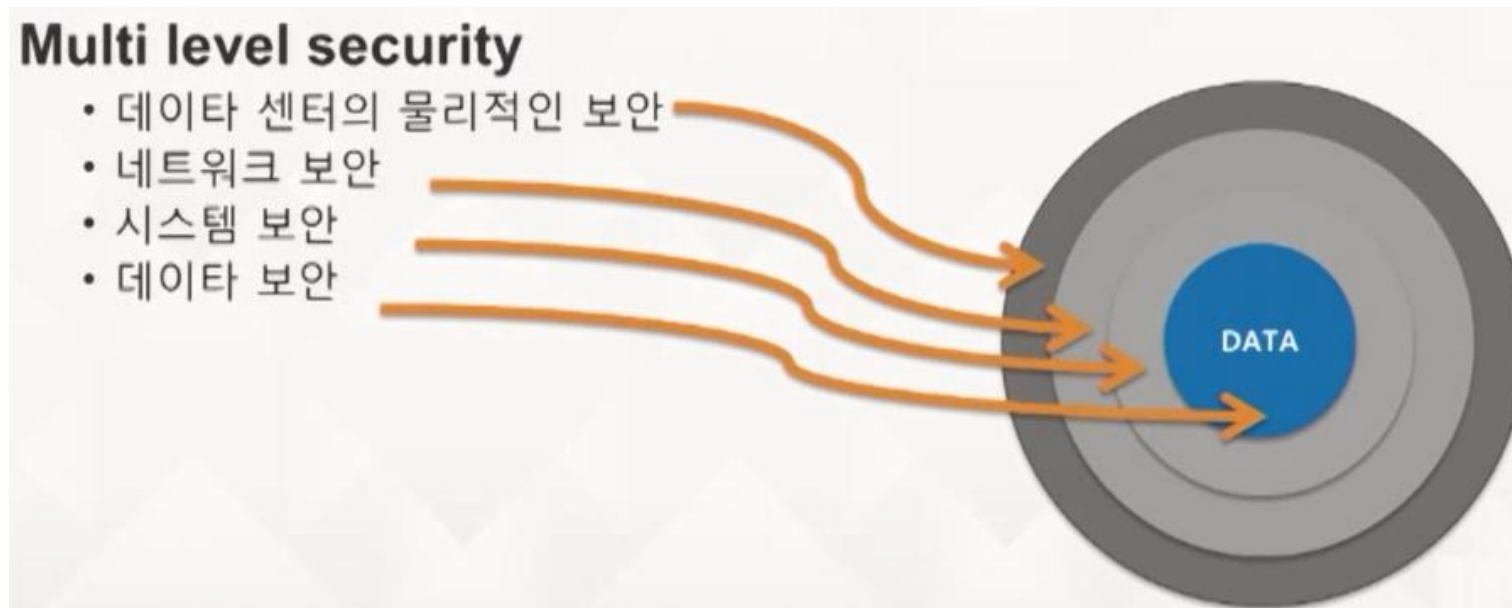 Multi level security
• 데이타 센터의 물리적인 보안
• 네트워크 보안
• 시스템 보안
• 데이타 보안
DATA